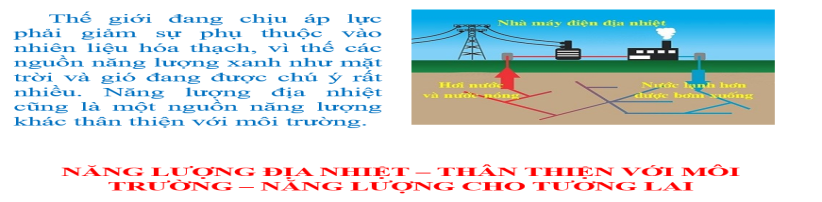 Thế giới đang chịu áp lực
phải giảm sự phụ thuộc vào
nhiên liệu hóa thạch, vì thế các
nguồn năng lượng xanh như mặt
trời và gió đang được chú ý rất
nhiều. Năng lượng địa nhiệt
cũng là một nguồn năng lượng
khác thân thiện với môi trường.
Nhà máy điện địa nhiệt
Hơi nước
và nước nóng
Nước lạnh hơn
được bơm xuống
NĂNG LƯỢNG ĐỊA NHIỆT – THÂN THIỆN VỚI MÔI
TRƯỜNG – NĂNG LƯỢNG CHO TƯƠNG LAI